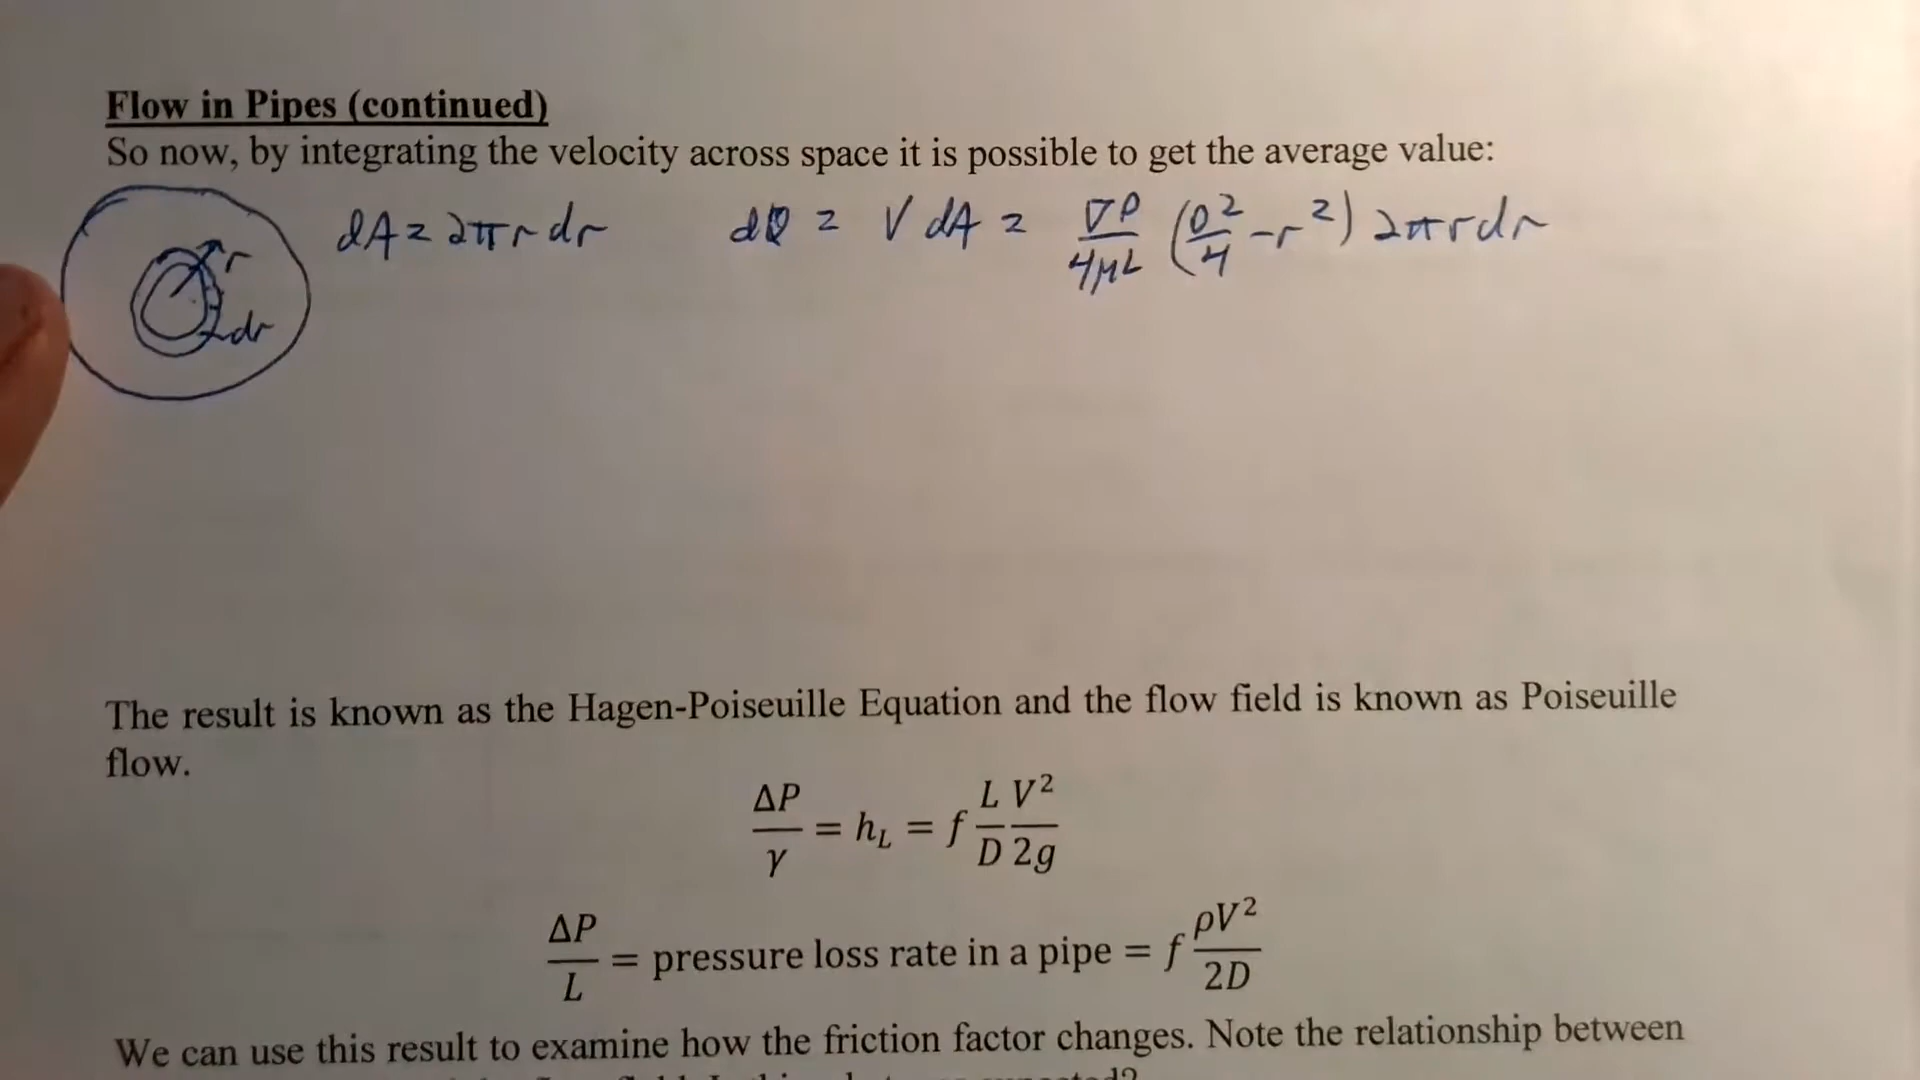 Flow in Pipes (continued)
So now, by integrating the velocity across space it is possible to get the average value:
dA = 2πr dr    dQ = V dA = ∇P/4μL (D²/4 - r²) 2πr dr
r
dr
The result is known as the Hagen-Poiseuille Equation and the flow field is known as Poiseuille
flow.
ΔP/γ = h_L = f L/D V²/2g
ΔP/L = pressure loss rate in a pipe = f ρV²/2D
We can use this result to examine how the friction factor changes. Note the relationship between